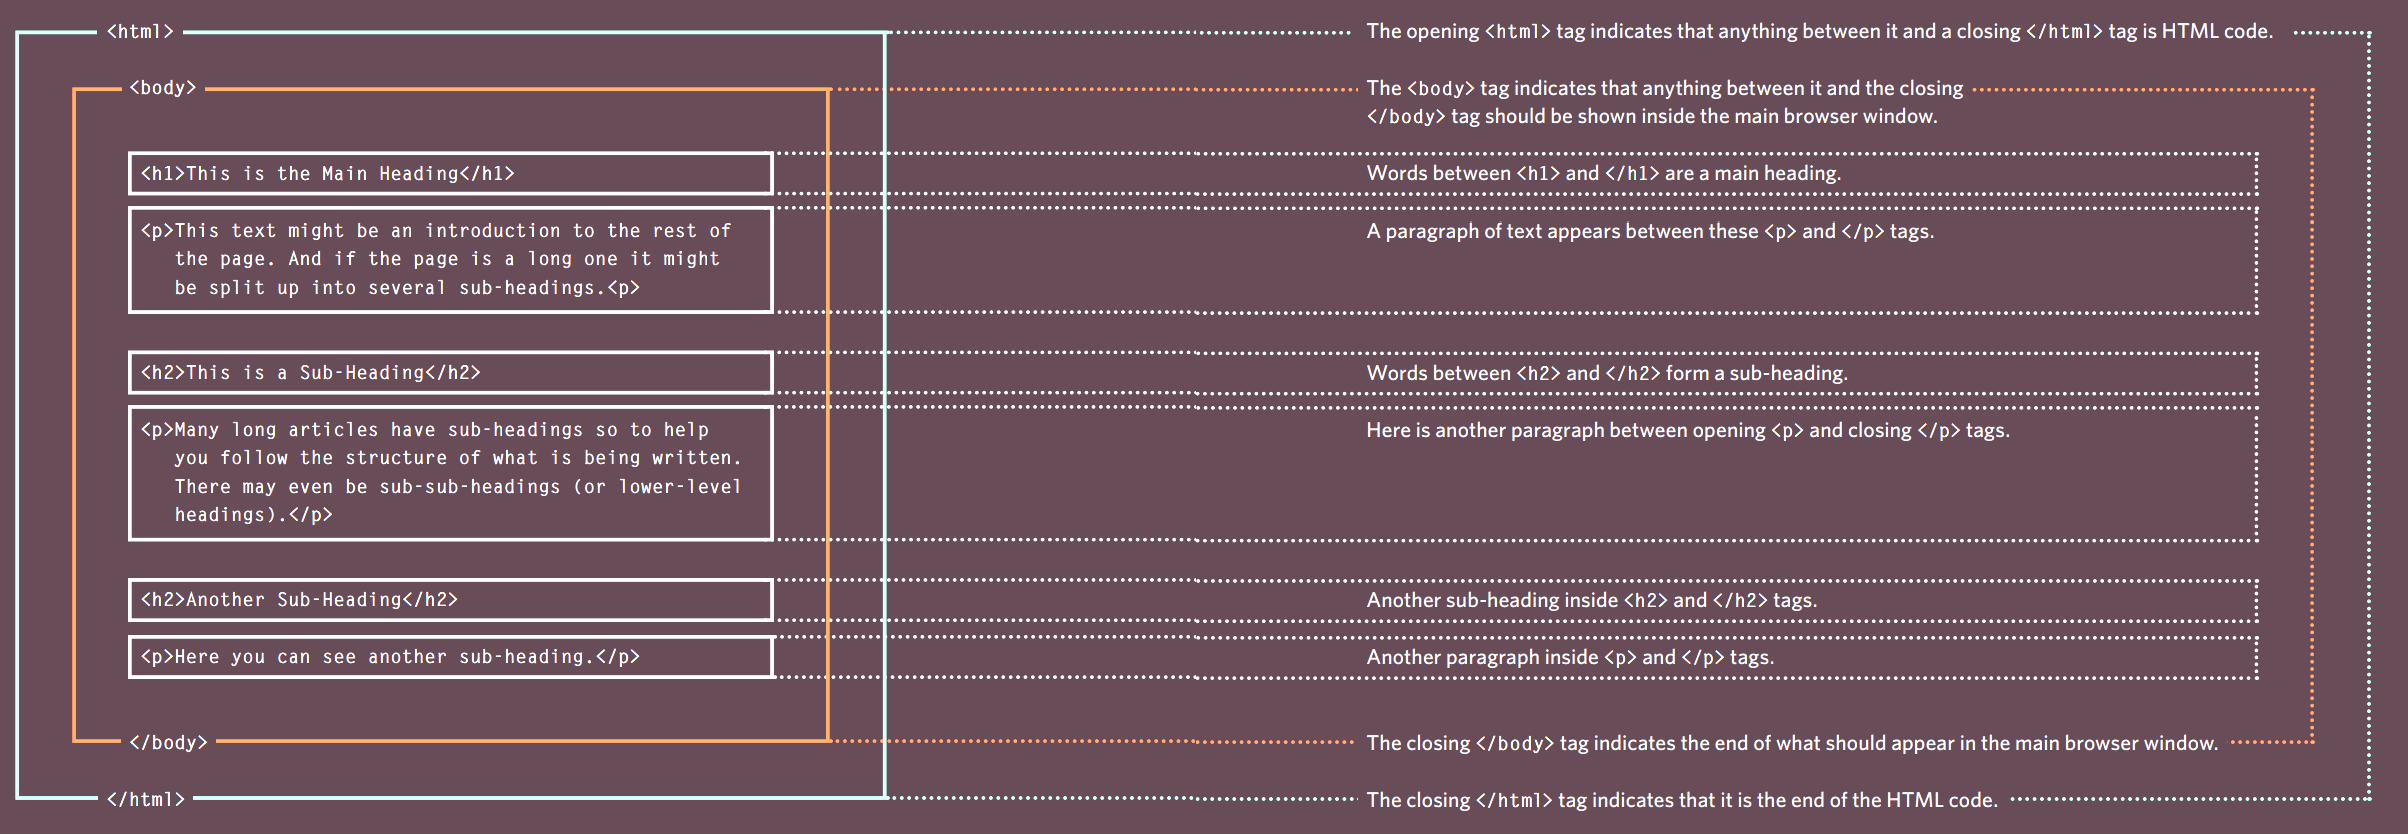 <html>
The opening <html> tag indicates that anything between it and a closing </html> tag is HTML code.
<body>
The <body> tag indicates that anything between it and the closing
</body> tag should be shown inside the main browser window.
<h1>This is the Main Heading</h1>
Words between <h1> and </h1> are a main heading.
<p>This text might be an introduction to the rest of
the page. And if the page is a long one it might
be split up into several sub-headings.<p>
A paragraph of text appears between these <p> and </p> tags.
<h2>This is a Sub-Heading</h2>
Words between <h2> and </h2> form a sub-heading.
<p>Many long articles have sub-headings so to help
you follow the structure of what is being written.
There may even be sub-sub-headings (or lower-level
headings).</p>
Here is another paragraph between opening <p> and closing </p> tags.
<h2>Another Sub-Heading</h2>
Another sub-heading inside <h2> and </h2> tags.
<p>Here you can see another sub-heading.</p>
Another paragraph inside <p> and </p> tags.
</body>
The closing </body> tag indicates the end of what should appear in the main browser window.
</html>
The closing </html> tag indicates that it is the end of the HTML code.